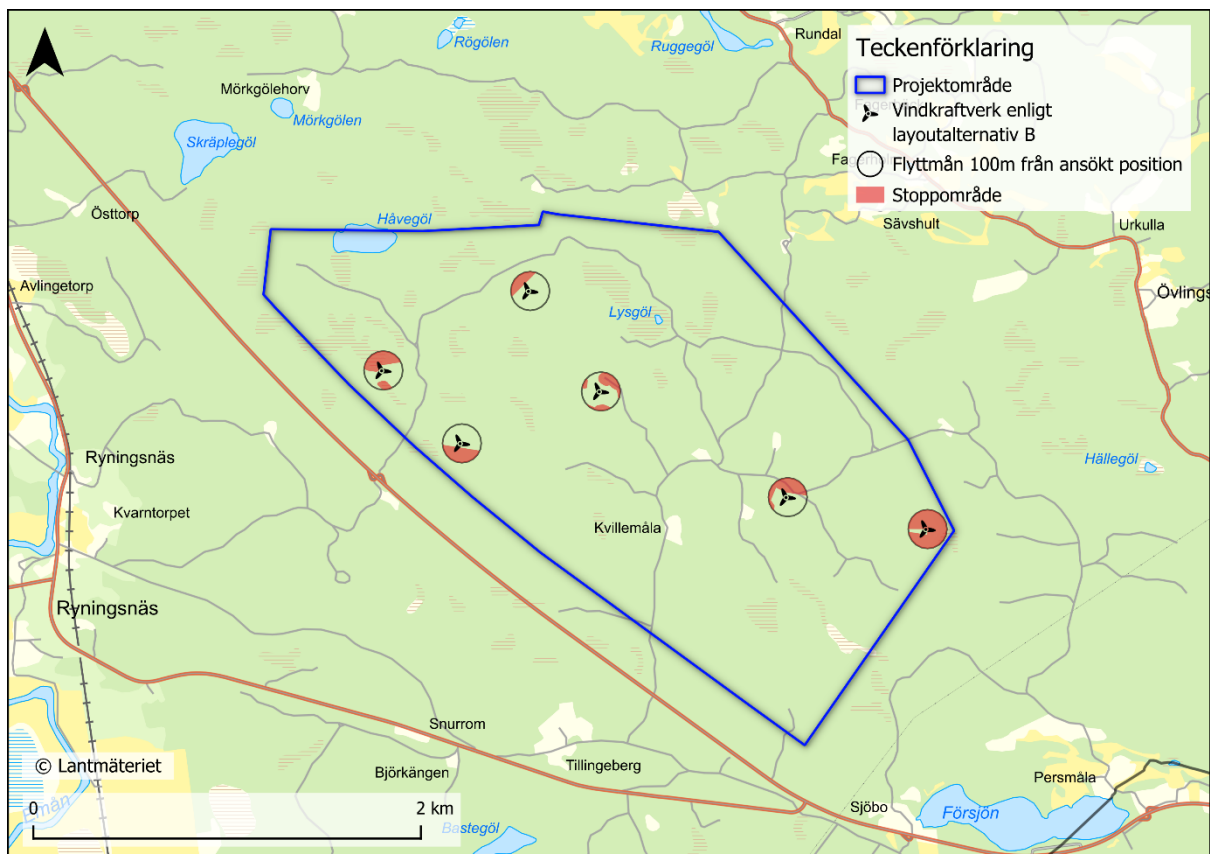 Rögölen
Ruggegöl
Rundal
Teckenförklaring
Projektområde
Vindkraftverk enligt
layoutalternativ B
Flyttmån 100m från ansökt position
Stoppområde
Mörkgölehorv
Mörkgölen
Skräplegöl
Östtorp
Håvegöl
Sävshult
Urkulla
Avlingetorp
Övlings
Lysgöl
Ryningsnäs
Hällegöl
Kvarntorpet
Kvillemåla
Ryningsnäs
Snurrom
© Lantmäteriet
Björkängen
Tillingeberg
Persmåla
0
2 km
Sjöbo
Försjön
Bastegöl